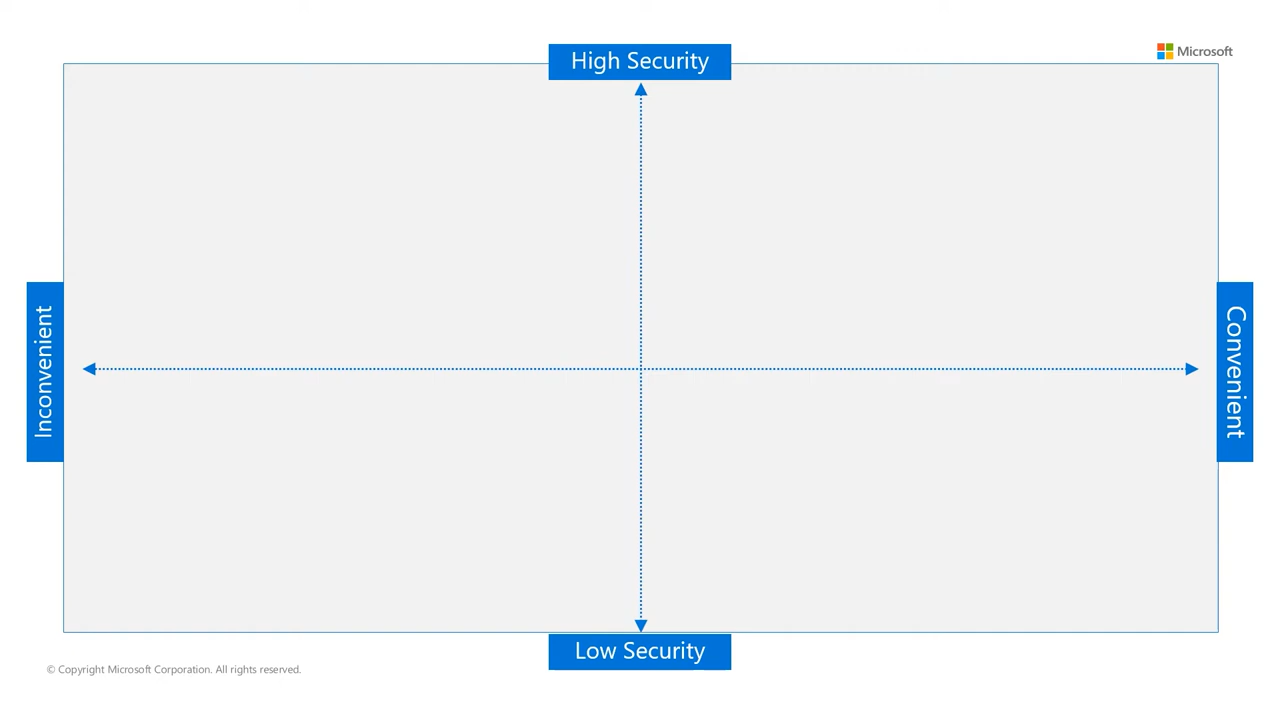 High Security
Microsoft
Inconvenient
Convenient
Low Security
© Copyright Microsoft Corporation. All rights reserved.